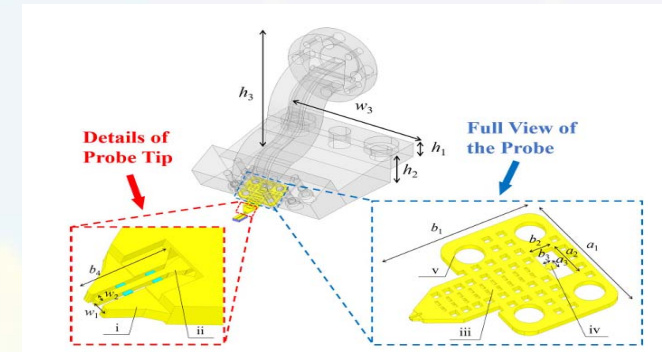 h3
w3
h1
h2
Details of
Probe Tip
Full View of
the Probe
b4
w2
w1
i
ii
b1
b2
a1
a2
b3
a3
v
iii
iv